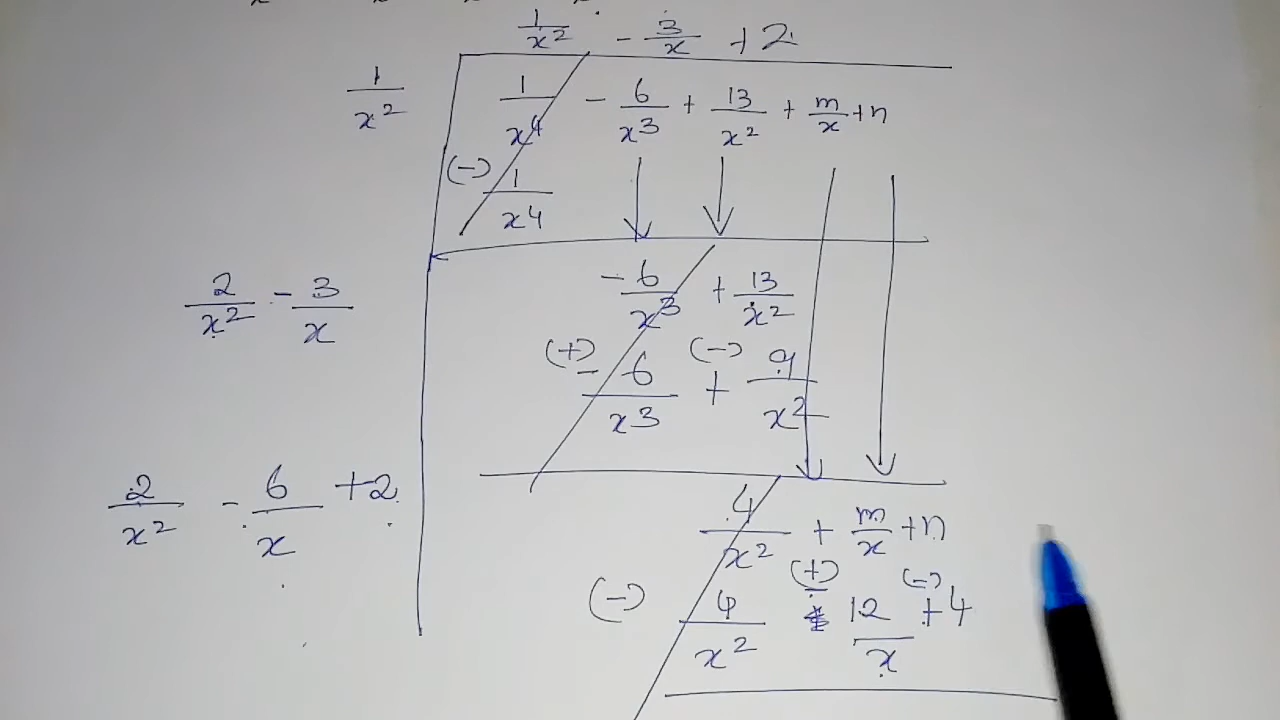 1/x² - 3/x + 2
1/x² 1/x⁴ - 6/x³ + 13/x² + m/x + n
(-) 1/x4
-6/x³ + 13/x²
2/x² - 3/x (+) (-)
- 6/x3 + 9/x²
2/x² - 6/x + 2 4/x² + m/x + n
(-) (+) (-)
4/x² - 12/x + 4